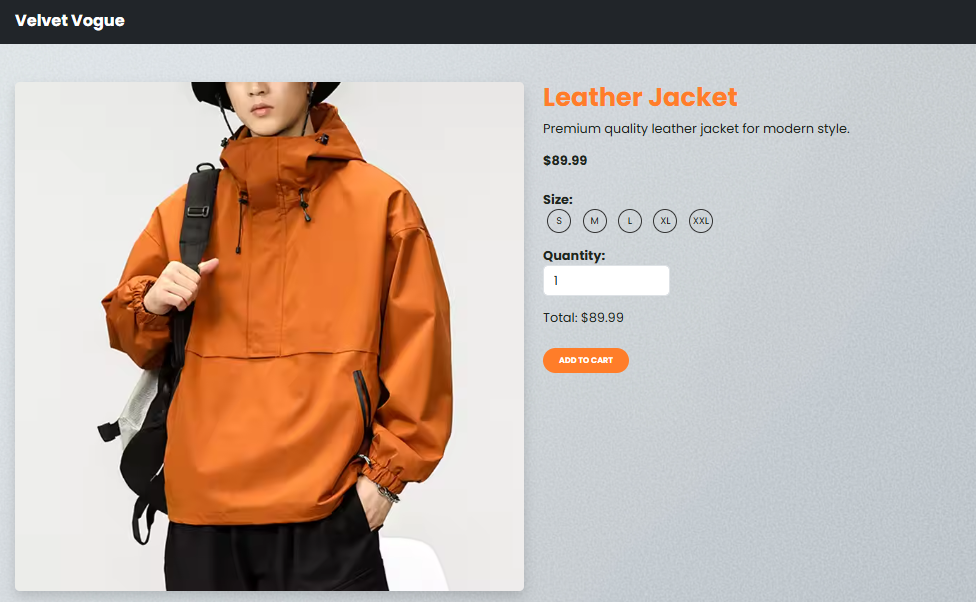 Velvet Vogue
Leather Jacket
Premium quality leather jacket for modern style.
$89.99
Size:
S M L XL XXL
Quantity:
1
Total: $89.99
ADD TO CART